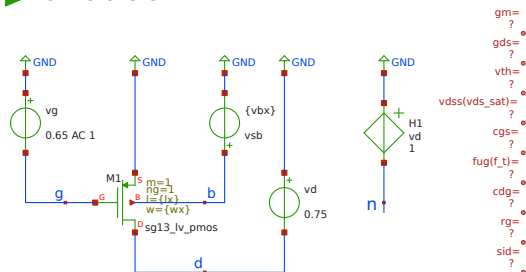 gm=
?
gds=
?
vth=
?
vdss(vds_sat)=
?
cgs=
?
fug(f_t)=
?
cdg=
?
rg=
?
sid=
?
GND
GND
GND
GND
GND
vg
0.65 AC 1
{vbx}
vsb
+
+
+
+
H1
vd
1
M1
S
m=1
ng=1
l={lx}
w={wx}
G
B
D
sg13_lv_pmos
g
b
vd
0.75
n
d